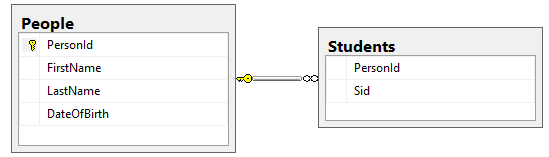 People
PersonId
FirstName
LastName
DateOfBirth
Students
PersonId
Sid